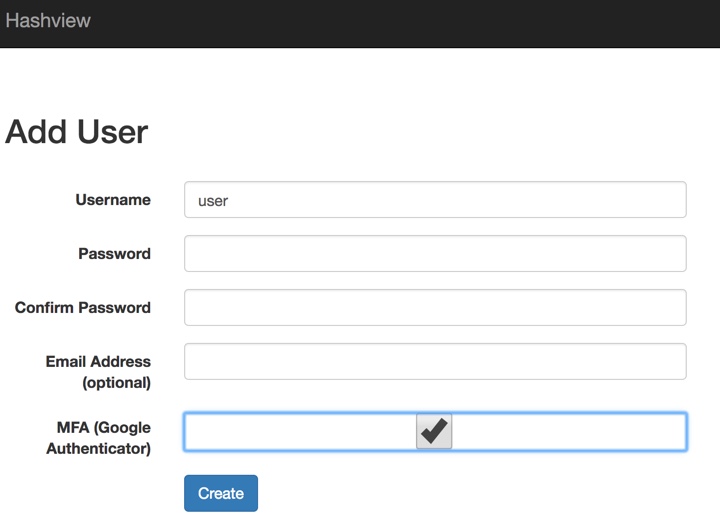 Hashview
Add User
Username
user
Password
Confirm Password
Email Address
(optional)
MFA (Google
Authenticator)
Create